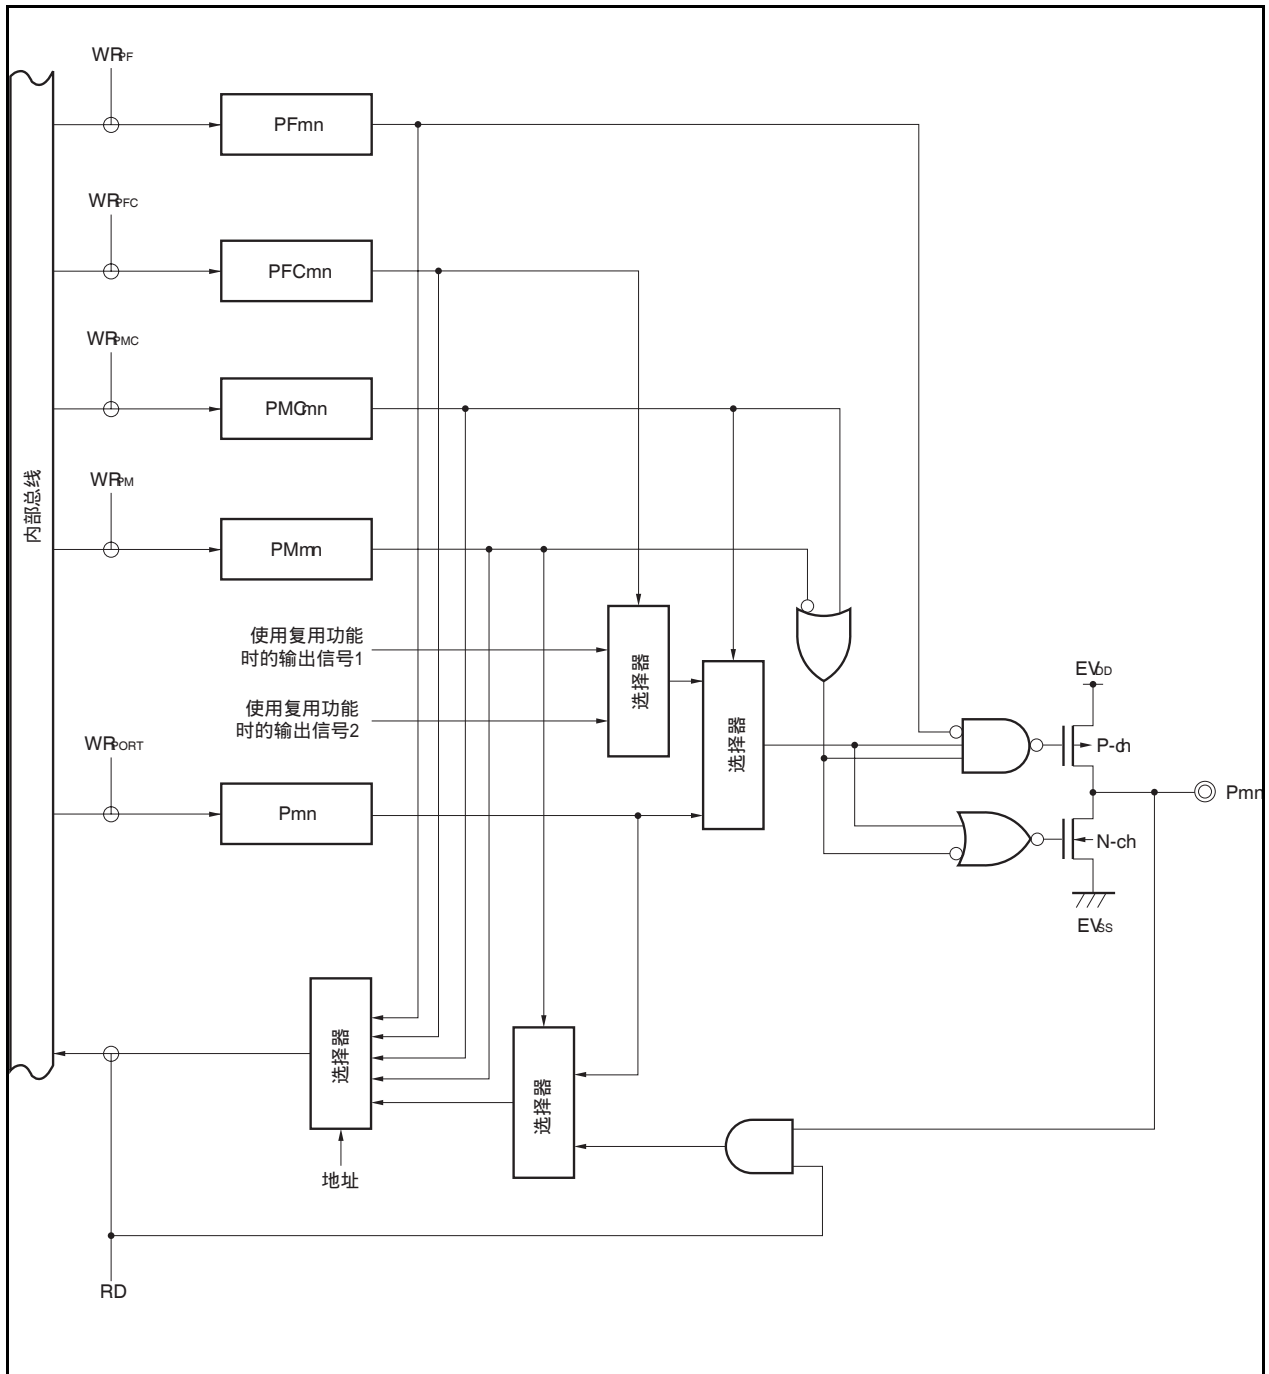 WRPF
PFmn
WRPFC
PFCmn
WRPMC
PMCmn
内部总线
WRPM
PMmn
使用复用功能
时的输出信号1
选择器
使用复用功能
时的输出信号2
选择器
EVDD
P-ch
WRPORT
Pmn
Pmn
N-ch
EVSS
选择器
选择器
地址
RD